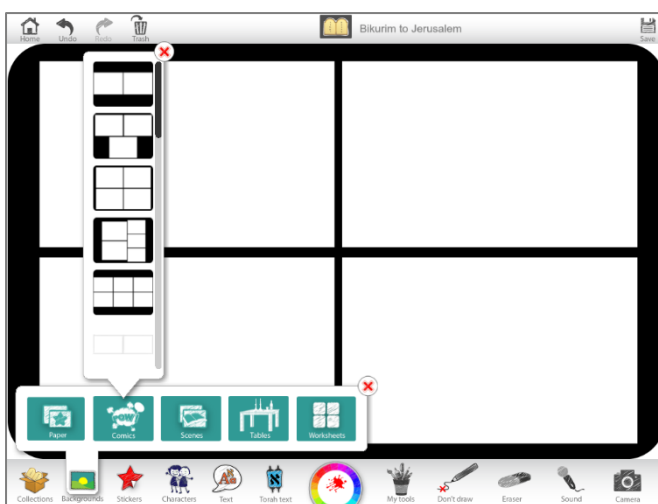 Home Undo Redo Trash Bikurim to Jerusalem Save
POW
Paper Comics Scenes Tables Worksheets
Collections Backgrounds Stickers Characters Text Torah text My tools Don't draw Eraser Sound Camera